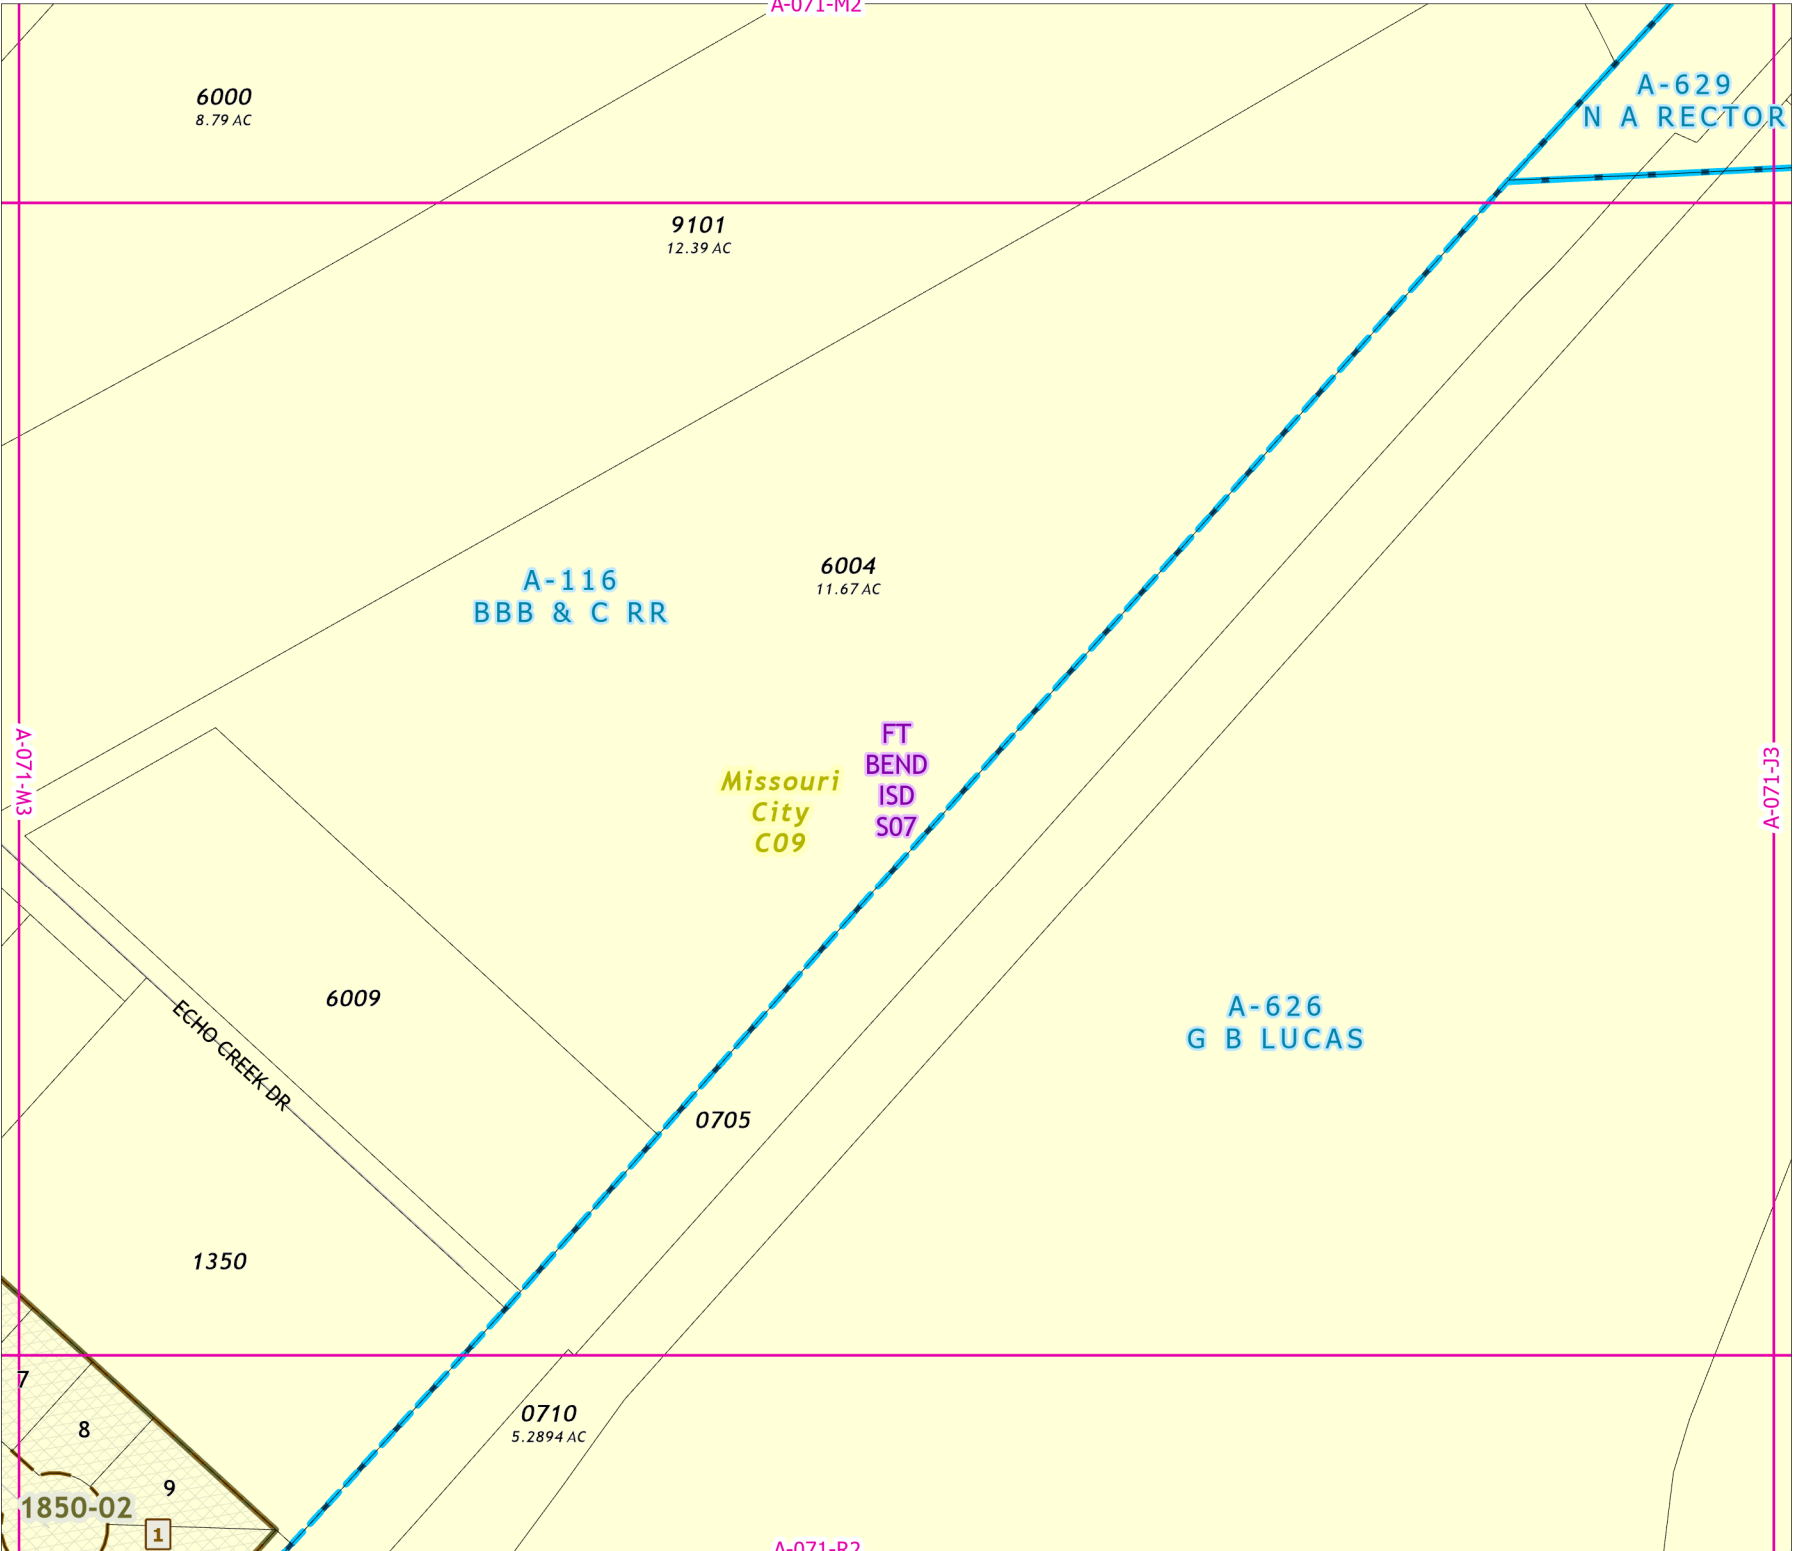 A-071-M2
6000
8.79 AC
A-629
N A RECTOR
9101
12.39 AC
6004
11.67 AC
A-116
BBB & C RR
A-071-M3
FT
BEND
ISD
S07
Missouri
City
C09
A-071-J3
6009
A-626
G B LUCAS
ECHO CREEK DR
0705
1350
7
8
0710
5.2894 AC
9
1850-02
1
A-071-R2